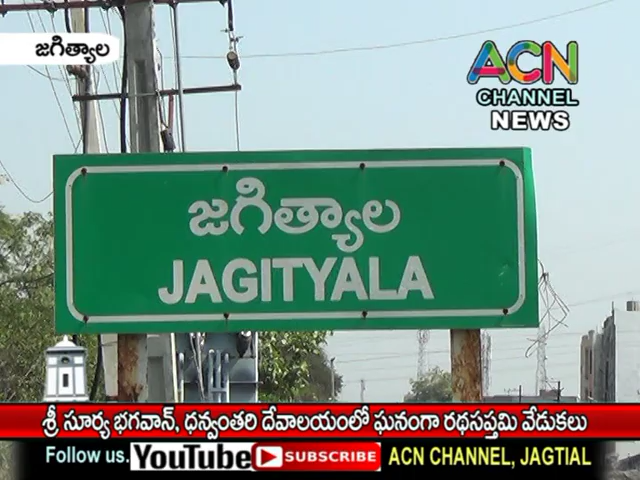 జగిత్యాల
ACN
CHANNEL
NEWS
జగిత్యాల
JAGITYALA
శ్రీ సూర్య భగవాన్, ధన్వంతరి దేవాలయంలో ఘనంగా రథసప్తమి వేడుకలు
Follow us. YouTube SUBSCRIBE ACN CHANNEL, JAGTIAL